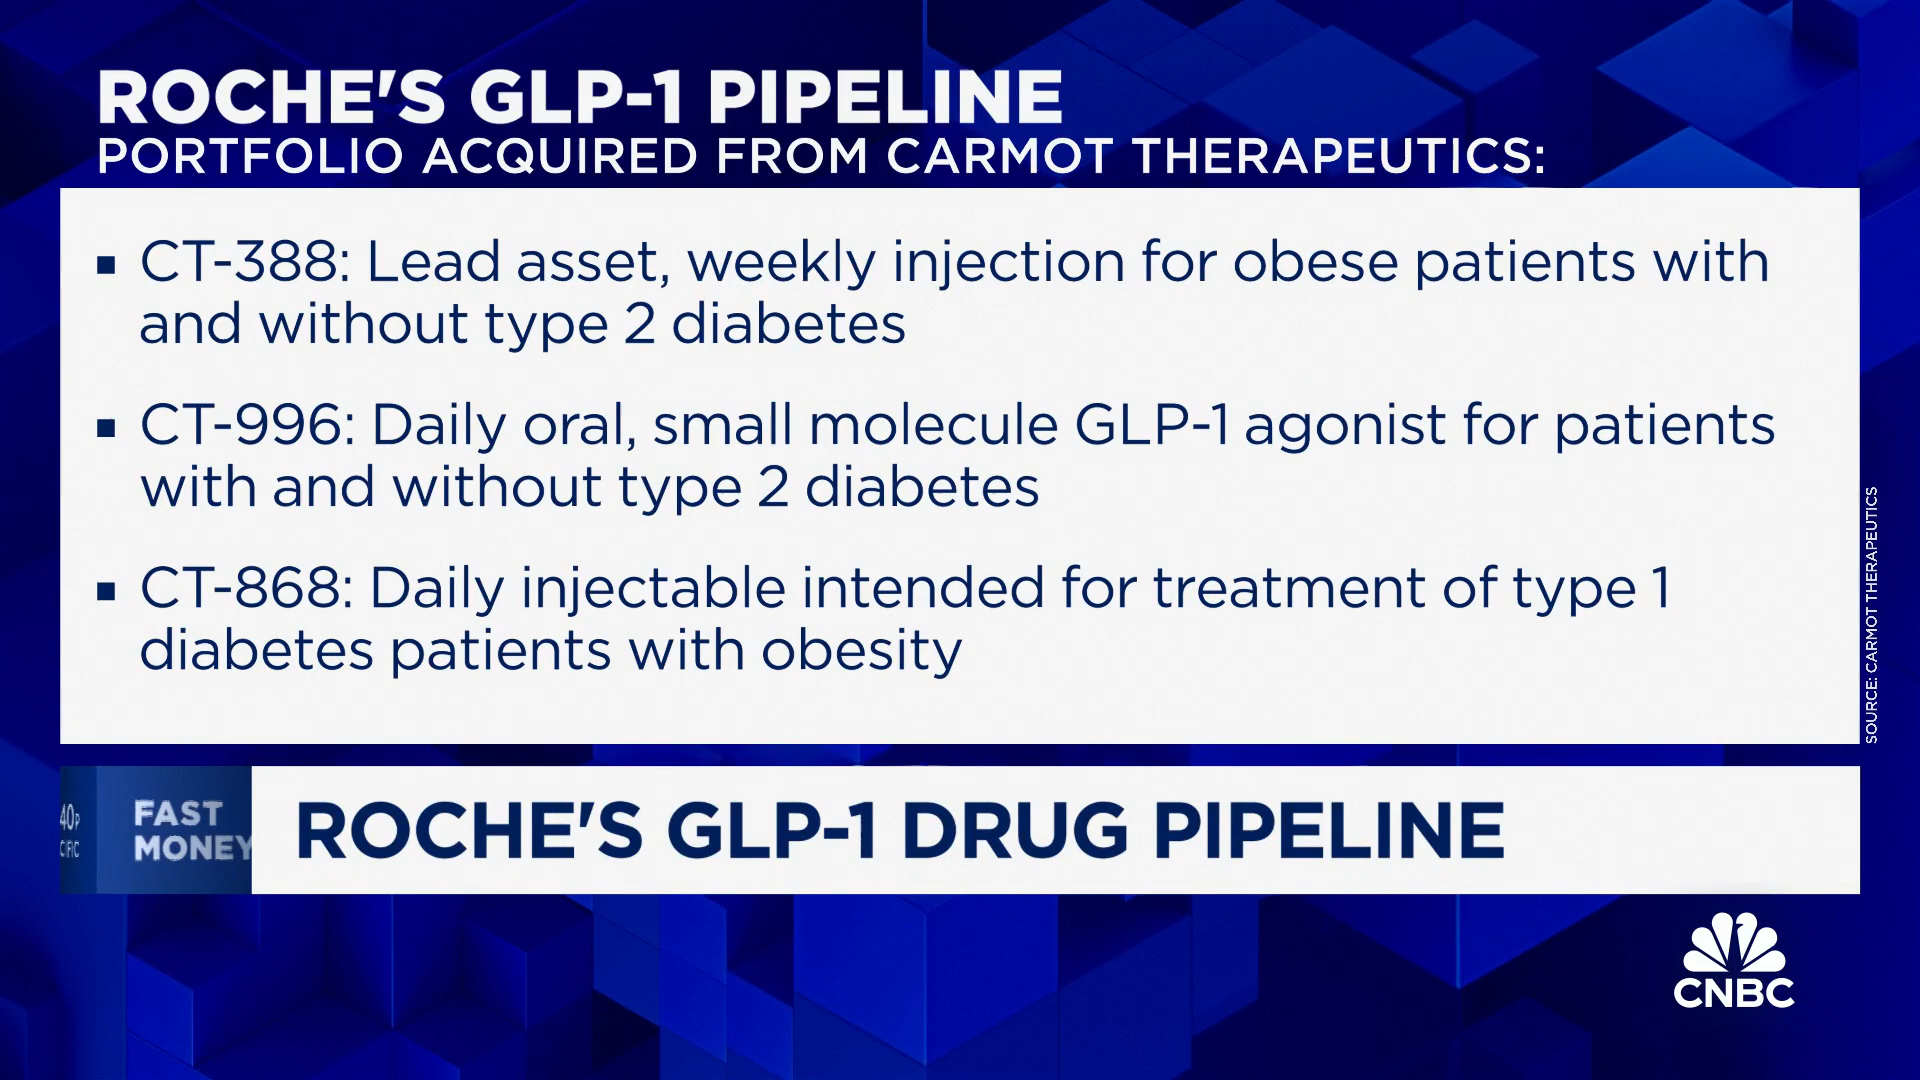 ROCHE'S GLP-1 PIPELINE
PORTFOLIO ACQUIRED FROM CARMOT THERAPEUTICS:
▪ CT-388: Lead asset, weekly injection for obese patients with
and without type 2 diabetes
▪ CT-996: Daily oral, small molecule GLP-1 agonist for patients
with and without type 2 diabetes
▪ CT-868: Daily injectable intended for treatment of type 1
diabetes patients with obesity
SOURCE: CARMOT THERAPEUTICS
40P
CIFIC
FAST
MONEY
ROCHE'S GLP-1 DRUG PIPELINE
CNBC